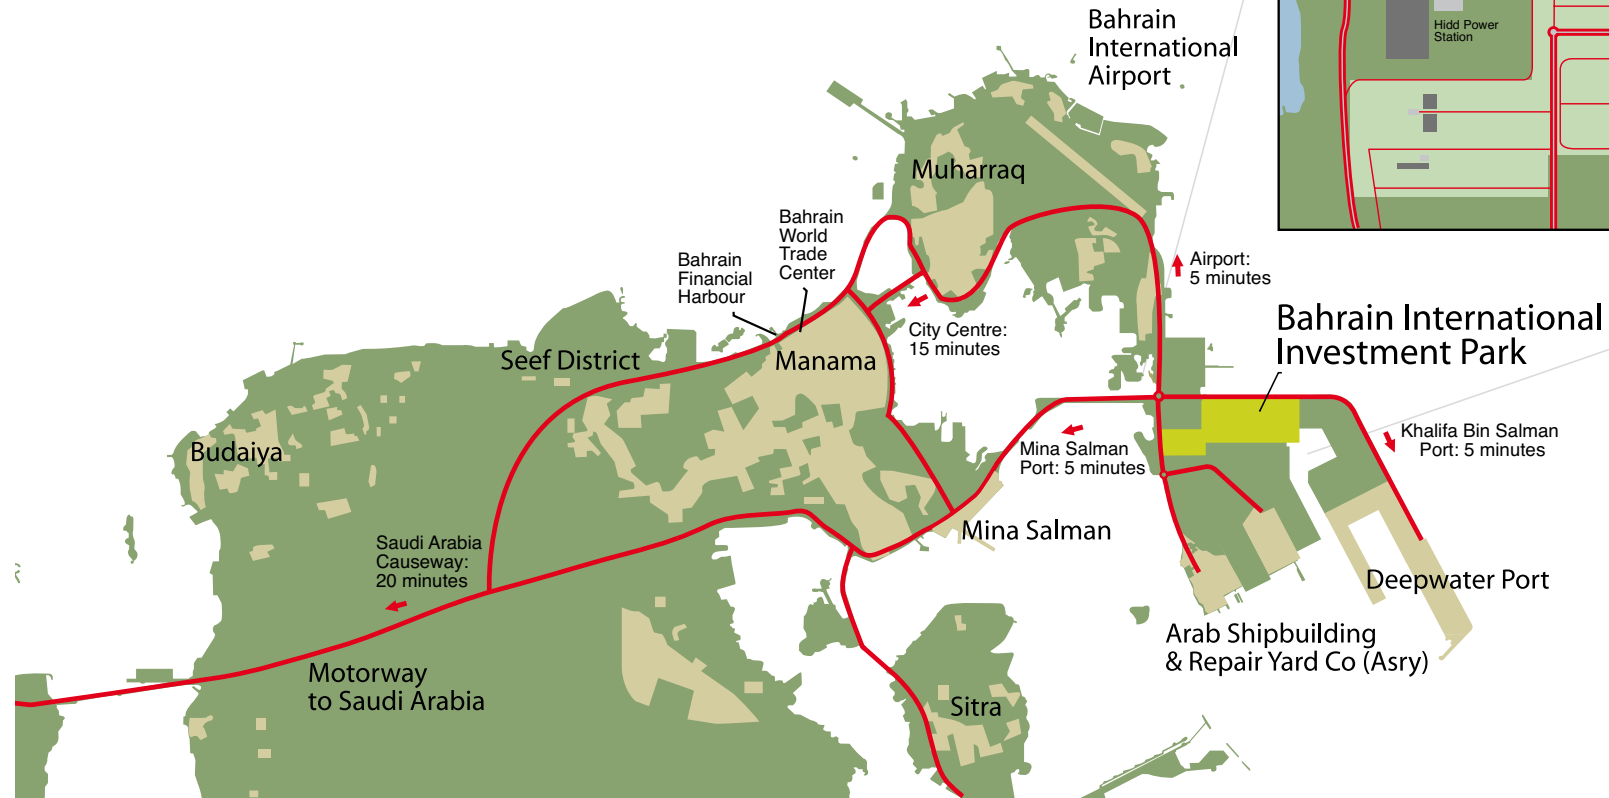 Bahrain
International
Airport
Hidd Power
Station
Muharraq
Bahrain
World
Trade
Center
Bahrain
Financial
Harbour
Airport:
5 minutes
City Centre:
15 minutes
Bahrain International
Investment Park
Seef District
Manama
Budaiya
Mina Salman
Port: 5 minutes
Khalifa Bin Salman
Port: 5 minutes
Mina Salman
Saudi Arabia
Causeway:
20 minutes
Deepwater Port
Arab Shipbuilding
& Repair Yard Co (Asry)
Motorway
to Saudi Arabia
Sitra